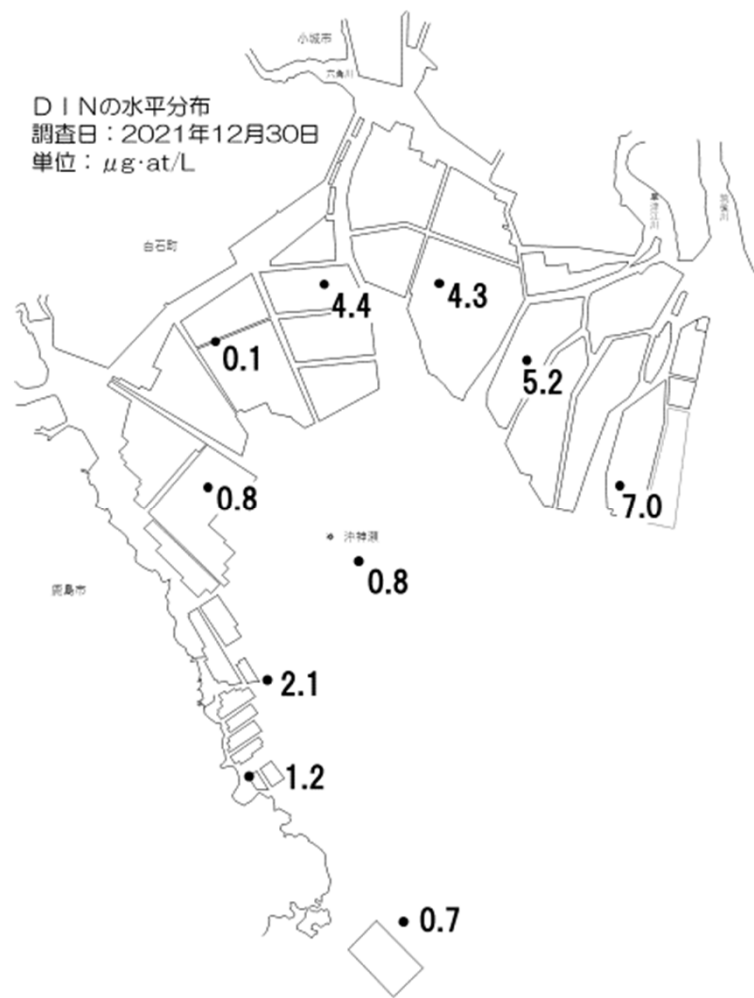 小城市
六角川
DINの水平分布
調査日：2021年12月30日
単位：μg·at/L
筑後川
白石町
4.4
4.3
0.1
5.2
0.8
7.0
沖神瀬
0.8
鹿島市
2.1
1.2
0.7